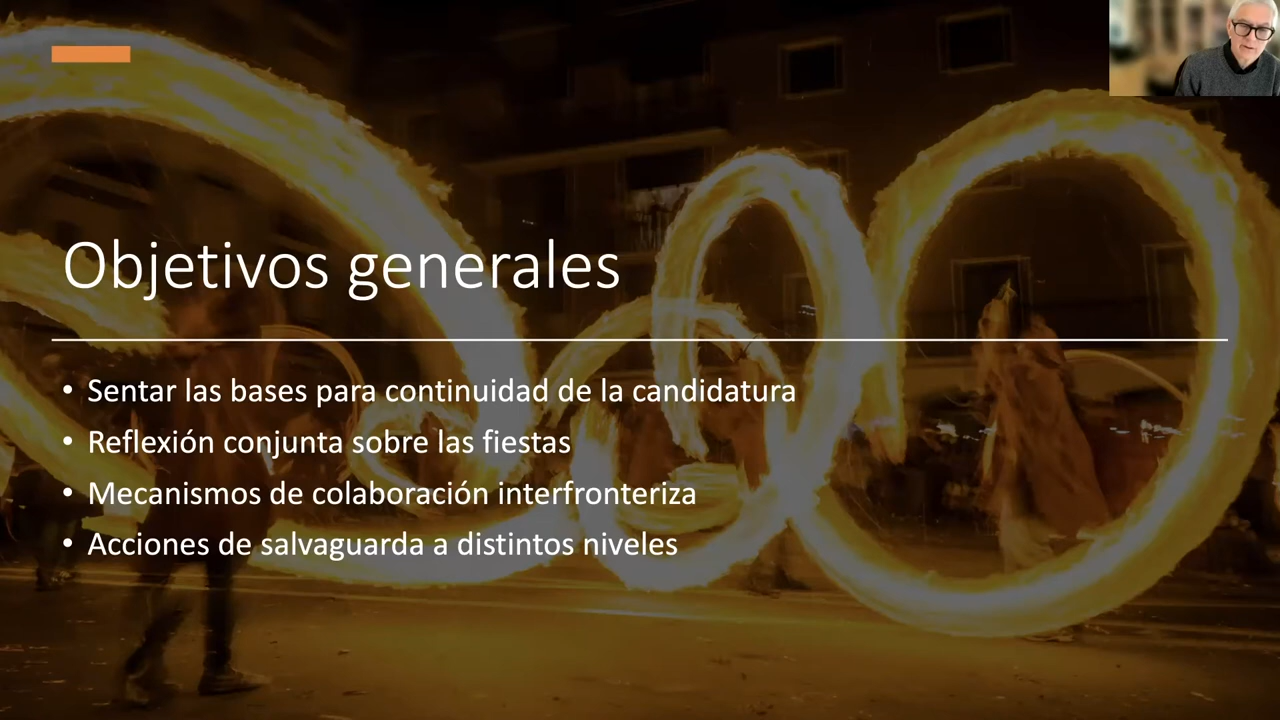 Objetivos generales
• Sentar las bases para continuidad de la candidatura
• Reflexión conjunta sobre las fiestas
• Mecanismos de colaboración interfronteriza
• Acciones de salvaguarda a distintos niveles